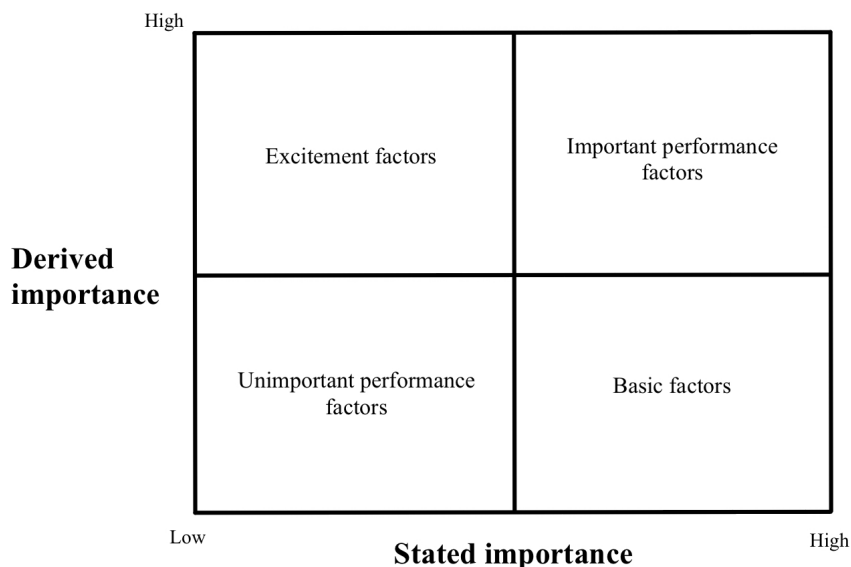 High
Excitement factors
Important performance
factors
Derived
importance
Unimportant performance
factors
Basic factors
Low
High
Stated importance